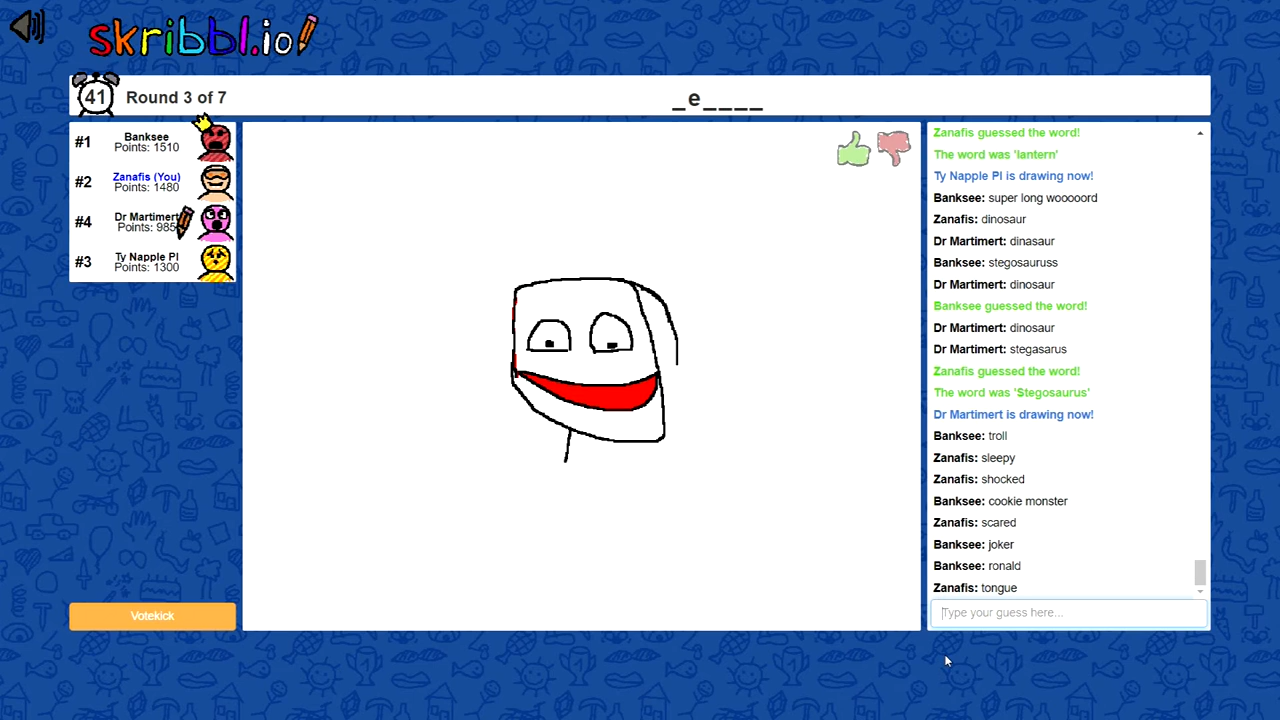 skribbl.io
41
Round 3 of 7
_e____
#1
Banksee
Points: 1510
#2
Zanafis (You)
Points: 1480
#4
Dr Martimert
Points: 985
#3
Ty Napple PI
Points: 1300
Votekick
Zanafis guessed the word!
The word was 'lantern'
Ty Napple PI is drawing now!
Banksee: super long wooooord
Zanafis: dinosaur
Dr Martimert: dinasaur
Banksee: stegosauruss
Dr Martimert: dinosaur
Banksee guessed the word!
Dr Martimert: dinosaur
Dr Martimert: stegasarus
Zanafis guessed the word!
The word was 'Stegosaurus'
Dr Martimert is drawing now!
Banksee: troll
Zanafis: sleepy
Zanafis: shocked
Banksee: cookie monster
Zanafis: scared
Banksee: joker
Banksee: ronald
Zanafis: tongue
Type your guess here...